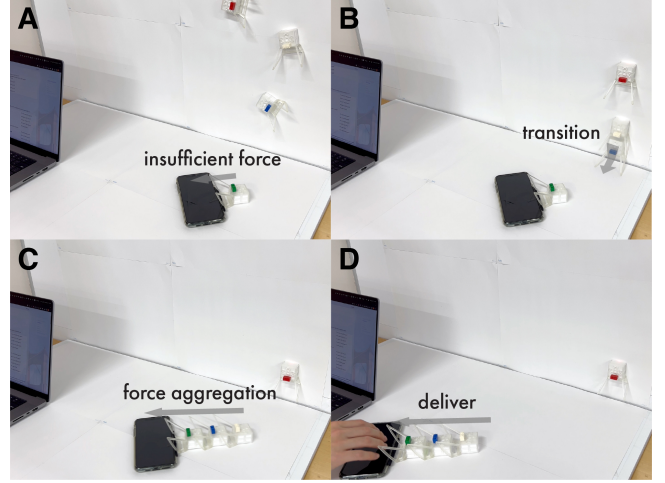 A
insufficient force
B
transition
C
force aggregation
D
deliver